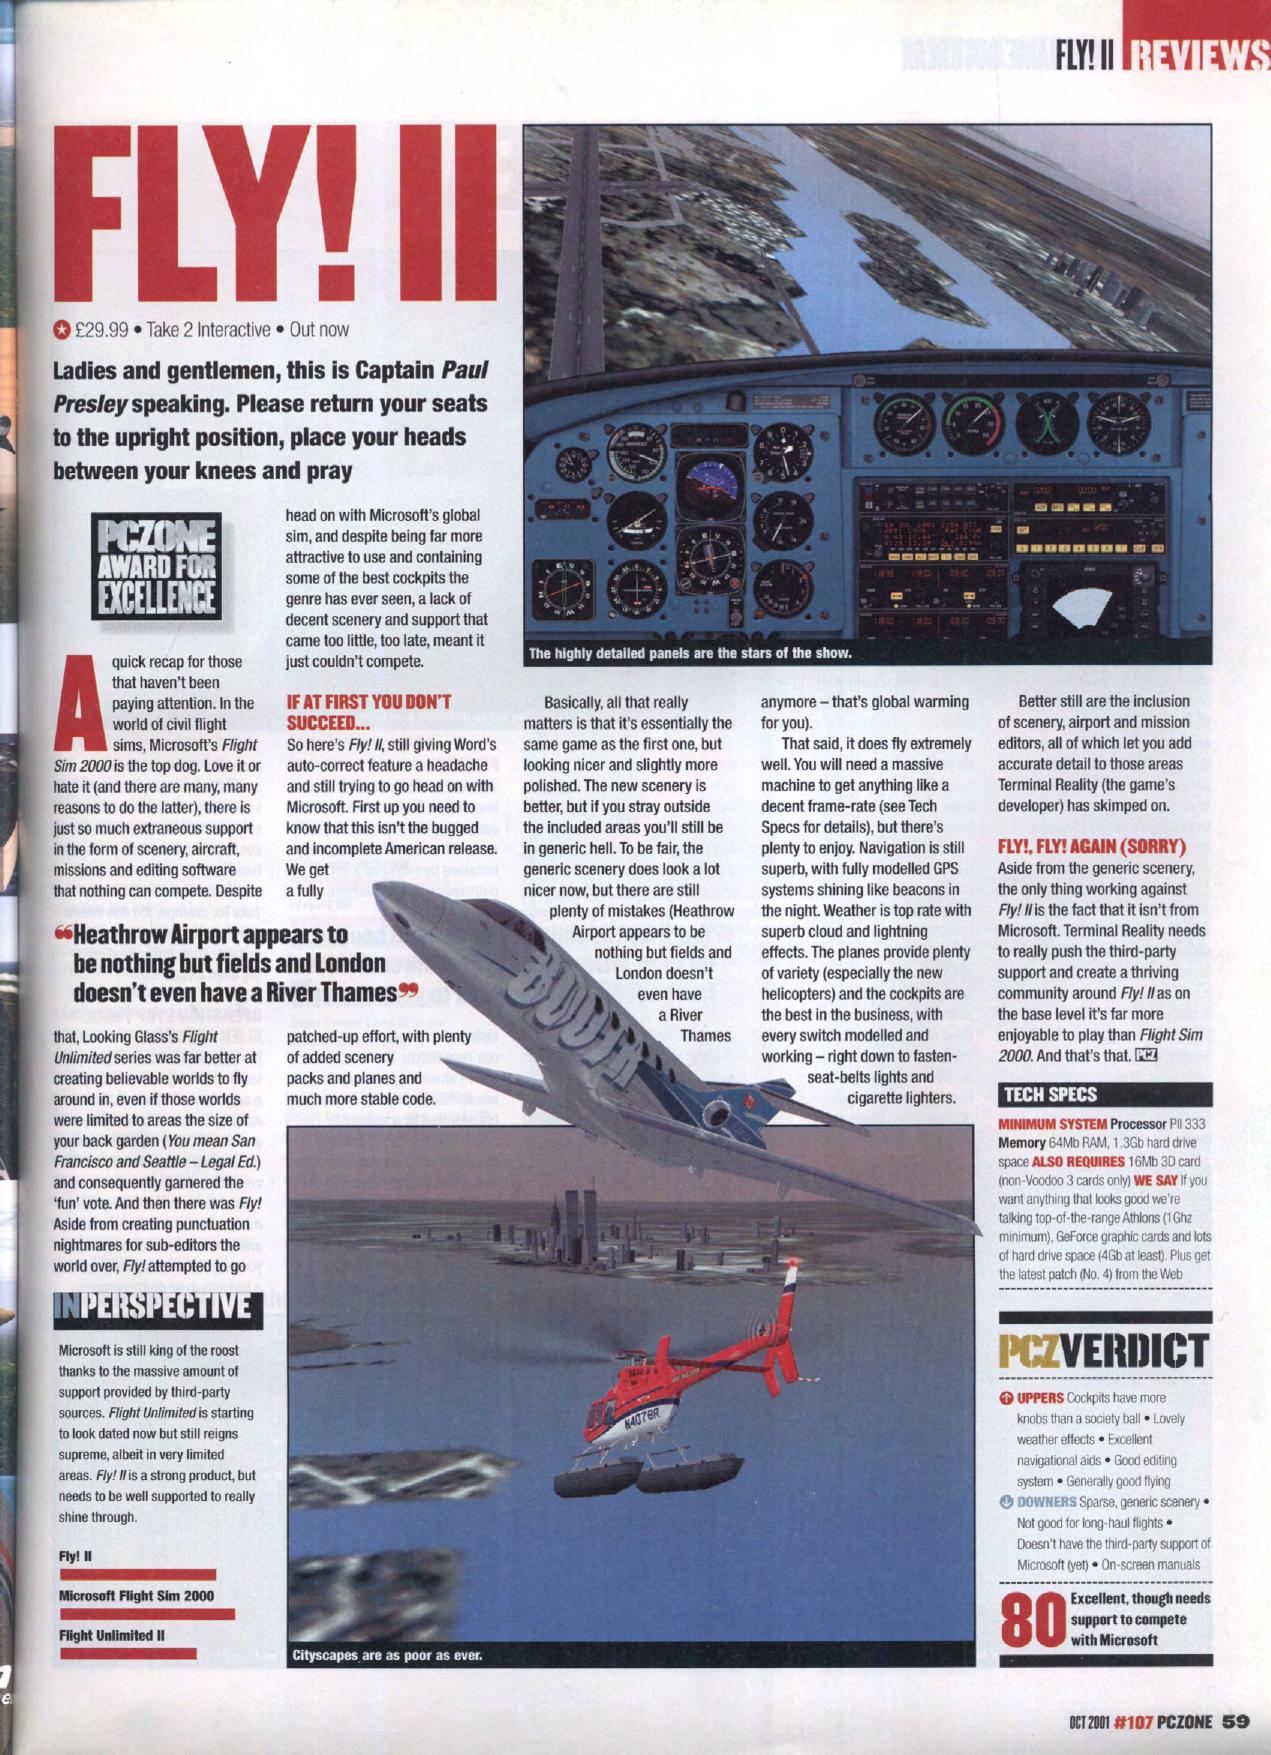 FLY! II REVIEWS
FLY! II
£29.99 • Take 2 Interactive • Out now
Ladies and gentlemen, this is Captain Paul
Presley speaking. Please return your seats
to the upright position, place your heads
between your knees and pray
PCZONE
AWARD FOR
EXCELLENCE
A quick recap for those
that haven't been
paying attention. In the
world of civil flight
sims, Microsoft's Flight
Sim 2000 is the top dog. Love it or
hate it (and there are many, many
reasons to do the latter), there is
just so much extraneous support
in the form of scenery, aircraft,
missions and editing software
that nothing can compete. Despite
“Heathrow Airport appears to
be nothing but fields and London
doesn't even have a River Thames”
that, Looking Glass's Flight
Unlimited series was far better at
creating believable worlds to fly
around in, even if those worlds
were limited to areas the size of
your back garden (You mean San
Francisco and Seattle – Legal Ed.)
and consequently garnered the
'fun' vote. And then there was Fly!
Aside from creating punctuation
nightmares for sub-editors the
world over, Fly! attempted to go
head on with Microsoft's global
sim, and despite being far more
attractive to use and containing
some of the best cockpits the
genre has ever seen, a lack of
decent scenery and support that
came too little, too late, meant it
just couldn't compete.
IF AT FIRST YOU DON'T
SUCCEED...
So here's Fly! II, still giving Word's
auto-correct feature a headache
and still trying to go head on with
Microsoft. First up you need to
know that this isn't the bugged
and incomplete American release.
We get
a fully
patched-up effort, with plenty
of added scenery
packs and planes and
much more stable code.
The highly detailed panels are the stars of the show.
Basically, all that really
matters is that it's essentially the
same game as the first one, but
looking nicer and slightly more
polished. The new scenery is
better, but if you stray outside
the included areas you'll still be
in generic hell. To be fair, the
generic scenery does look a lot
nicer now, but there are still
plenty of mistakes (Heathrow
Airport appears to be
nothing but fields and
London doesn't
even have
a River
Thames
anymore – that's global warming
for you).
That said, it does fly extremely
well. You will need a massive
machine to get anything like a
decent frame-rate (see Tech
Specs for details), but there's
plenty to enjoy. Navigation is still
superb, with fully modelled GPS
systems shining like beacons in
the night. Weather is top rate with
superb cloud and lightning
effects. The planes provide plenty
of variety (especially the new
helicopters) and the cockpits are
the best in the business, with
every switch modelled and
working – right down to fasten-
seat-belts lights and
cigarette lighters.
Better still are the inclusion
of scenery, airport and mission
editors, all of which let you add
accurate detail to those areas
Terminal Reality (the game's
developer) has skimped on.
FLY!, FLY! AGAIN (SORRY)
Aside from the generic scenery,
the only thing working against
Fly! II is the fact that it isn't from
Microsoft. Terminal Reality needs
to really push the third-party
support and create a thriving
community around Fly! II as on
the base level it's far more
enjoyable to play than Flight Sim
2000. And that's that. PCZ
N407BR
Cityscapes are as poor as ever.
INPERSPECTIVE
Microsoft is still king of the roost
thanks to the massive amount of
support provided by third-party
sources. Flight Unlimited is starting
to look dated now but still reigns
supreme, albeit in very limited
areas. Fly! II is a strong product, but
needs to be well supported to really
shine through.
Fly! II
Microsoft Flight Sim 2000
Flight Unlimited II
TECH SPECS
MINIMUM SYSTEM Processor PII 333
Memory 64Mb RAM, 1.3Gb hard drive
space ALSO REQUIRES 16Mb 3D card
(non-Voodoo 3 cards only) WE SAY If you
want anything that looks good we're
talking top-of-the-range Athlons (1Ghz
minimum), GeForce graphic cards and lots
of hard drive space (4Gb at least). Plus get
the latest patch (No. 4) from the Web
PCZVERDICT
UPPERS Cockpits have more
knobs than a society ball • Lovely
weather effects • Excellent
navigational aids • Good editing
system • Generally good flying
DOWNERS Sparse, generic scenery •
Not good for long-haul flights •
Doesn't have the third-party support of
Microsoft (yet) • On-screen manuals
80
Excellent, though needs
support to compete
with Microsoft
OCT 2001 #107 PCZONE 59